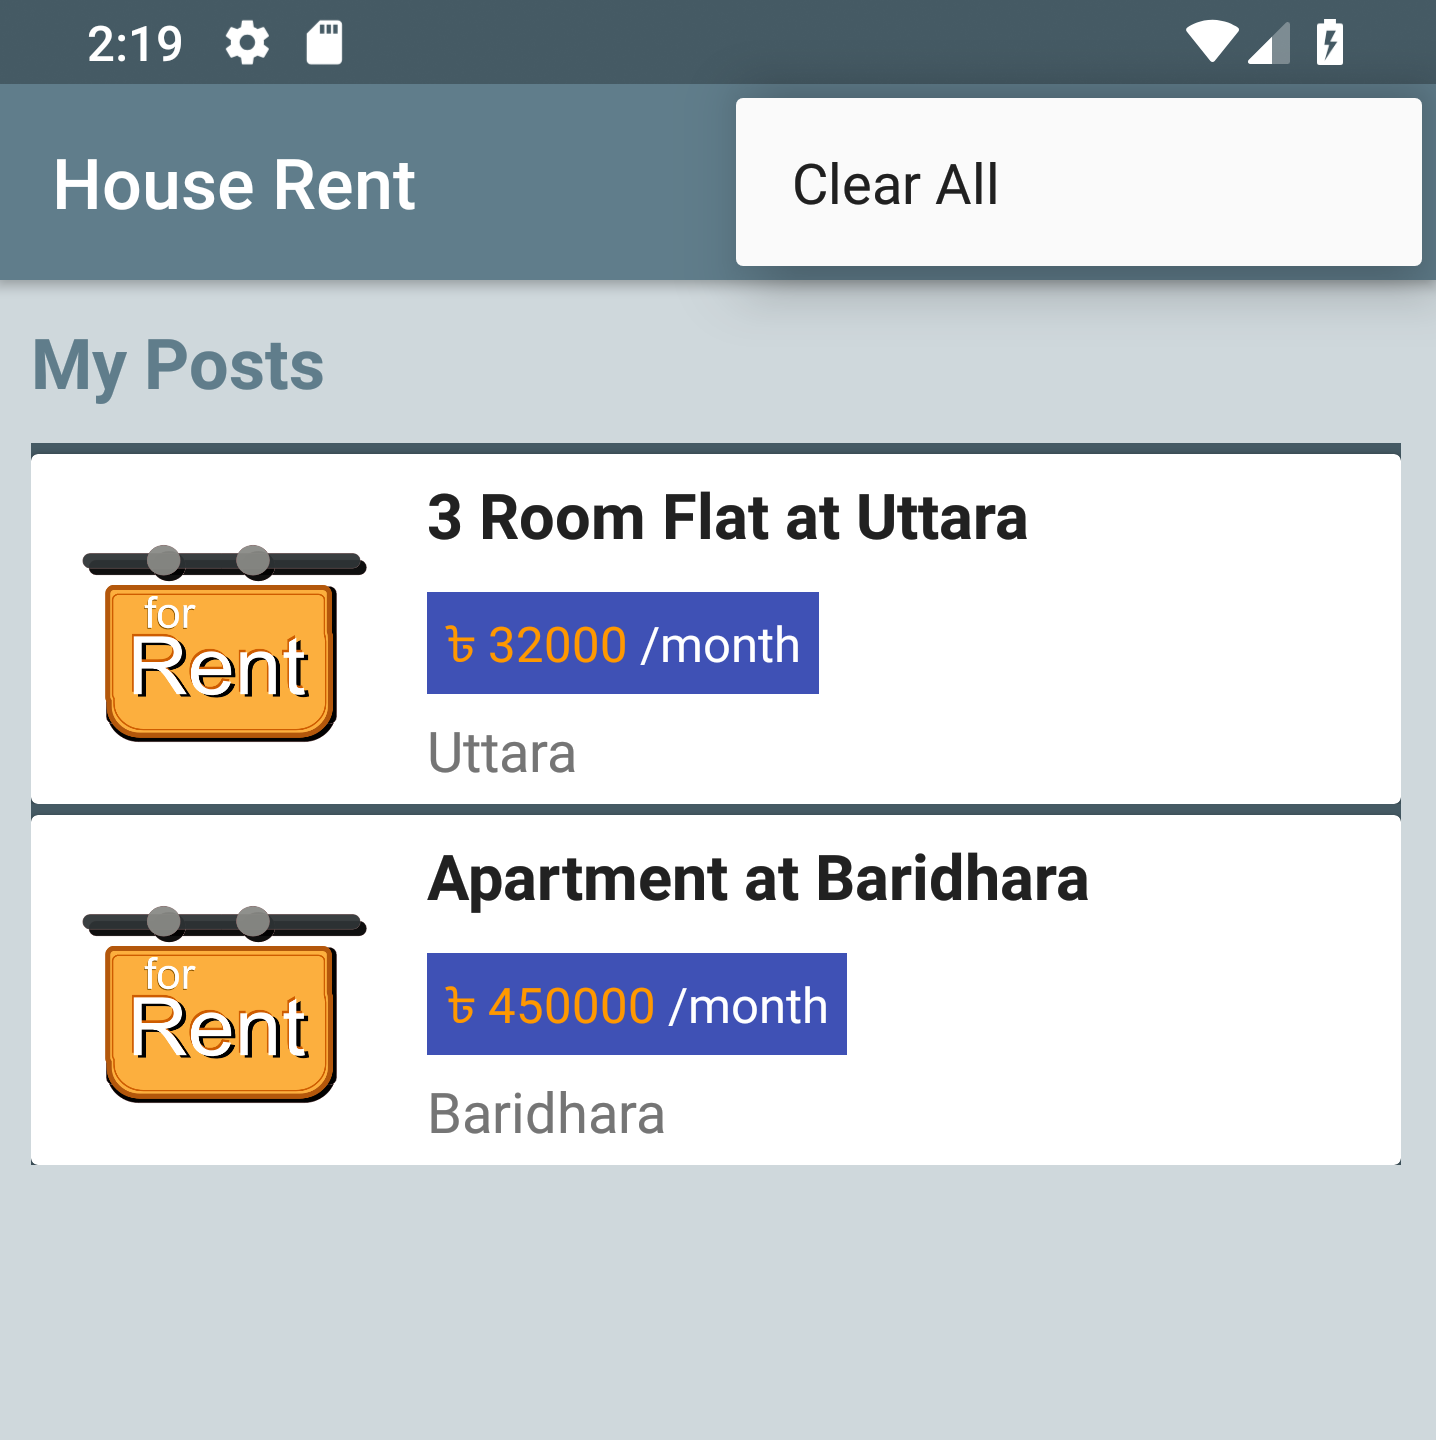 2:19
House Rent
Clear All
My Posts
3 Room Flat at Uttara
for
Rent
৳ 32000 /month
Uttara
Apartment at Baridhara
for
Rent
৳ 450000 /month
Baridhara